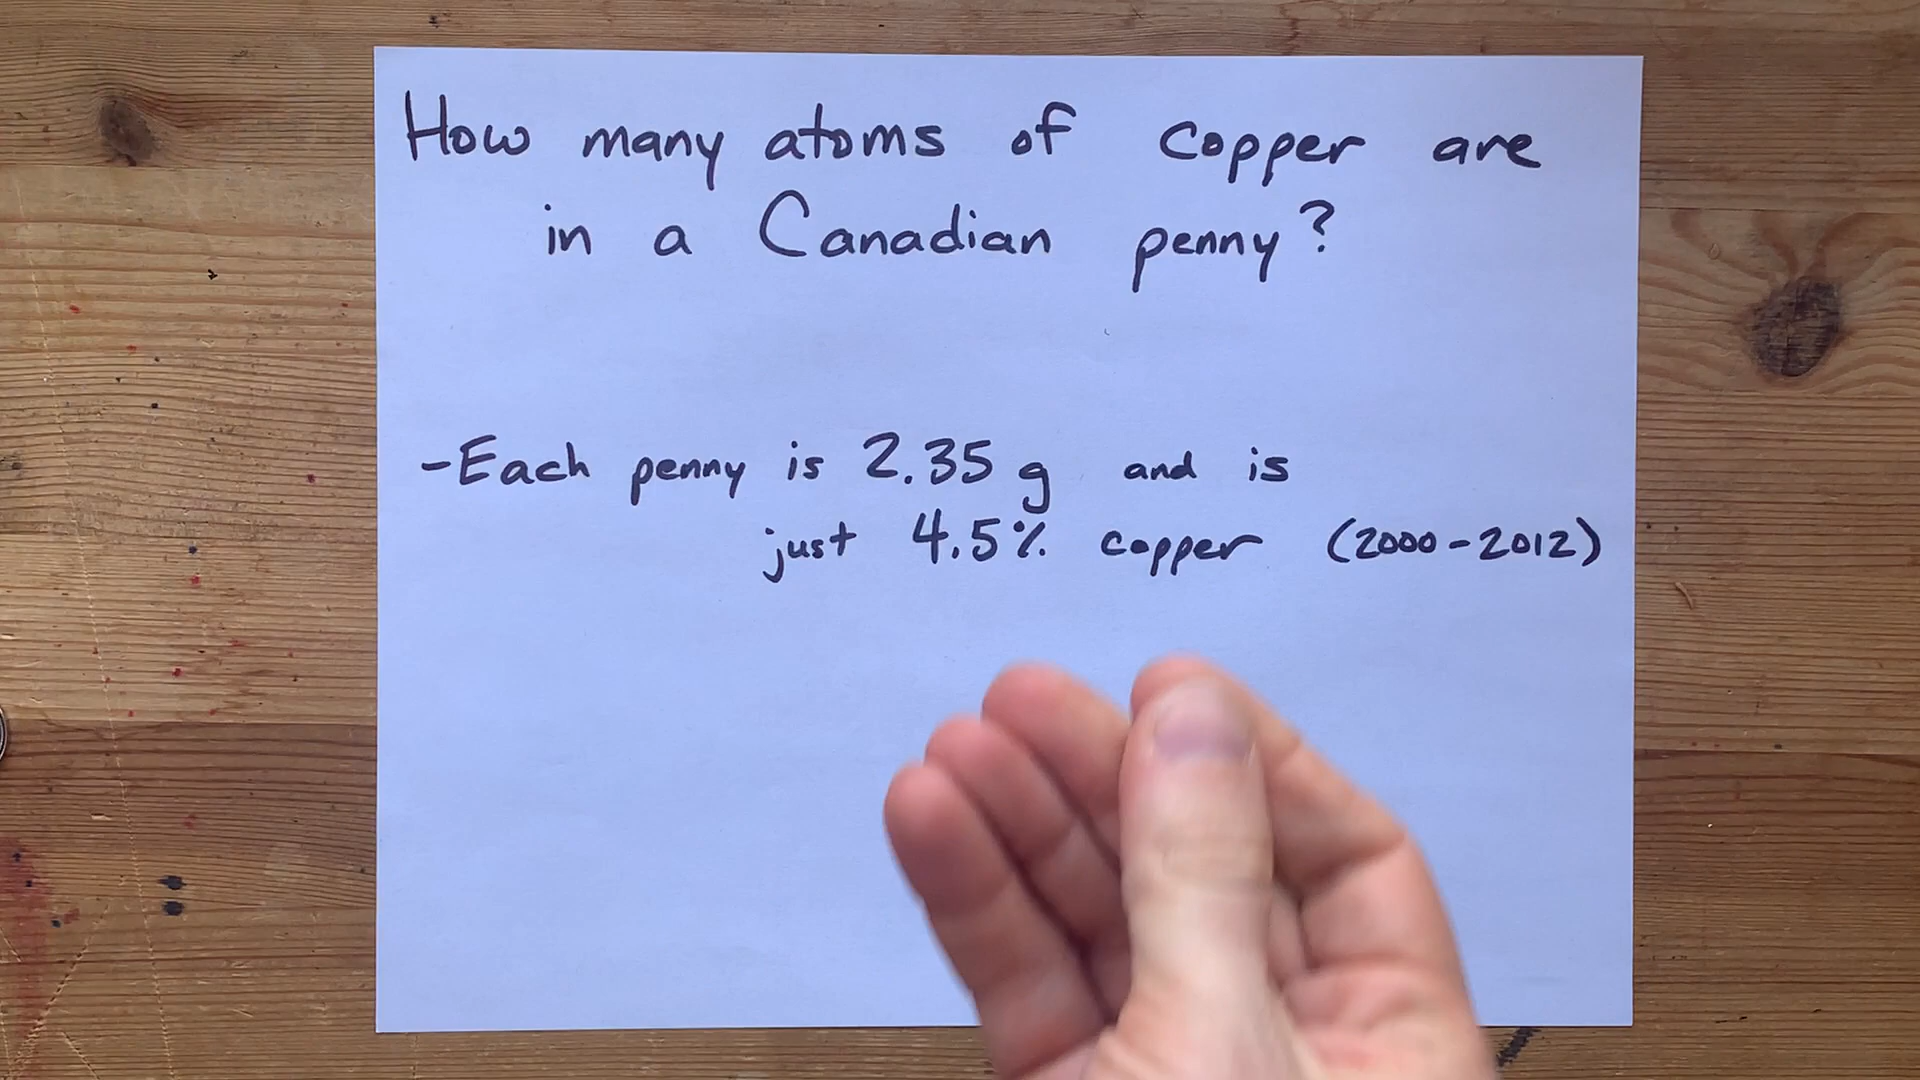 How many atoms of copper are
in a Canadian penny?
-Each penny is 2.35 g and is
just 4.5% copper (2000-2012)